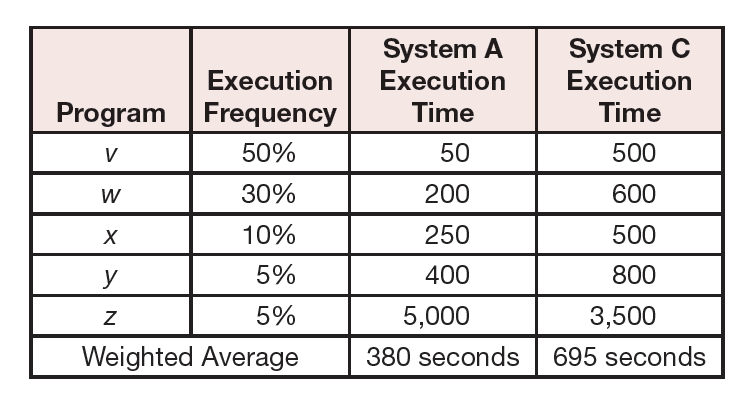 Program Execution Frequency System A Execution Time System C Execution Time
v 50% 50 500
w 30% 200 600
x 10% 250 500
y 5% 400 800
z 5% 5,000 3,500
Weighted Average 380 seconds 695 seconds